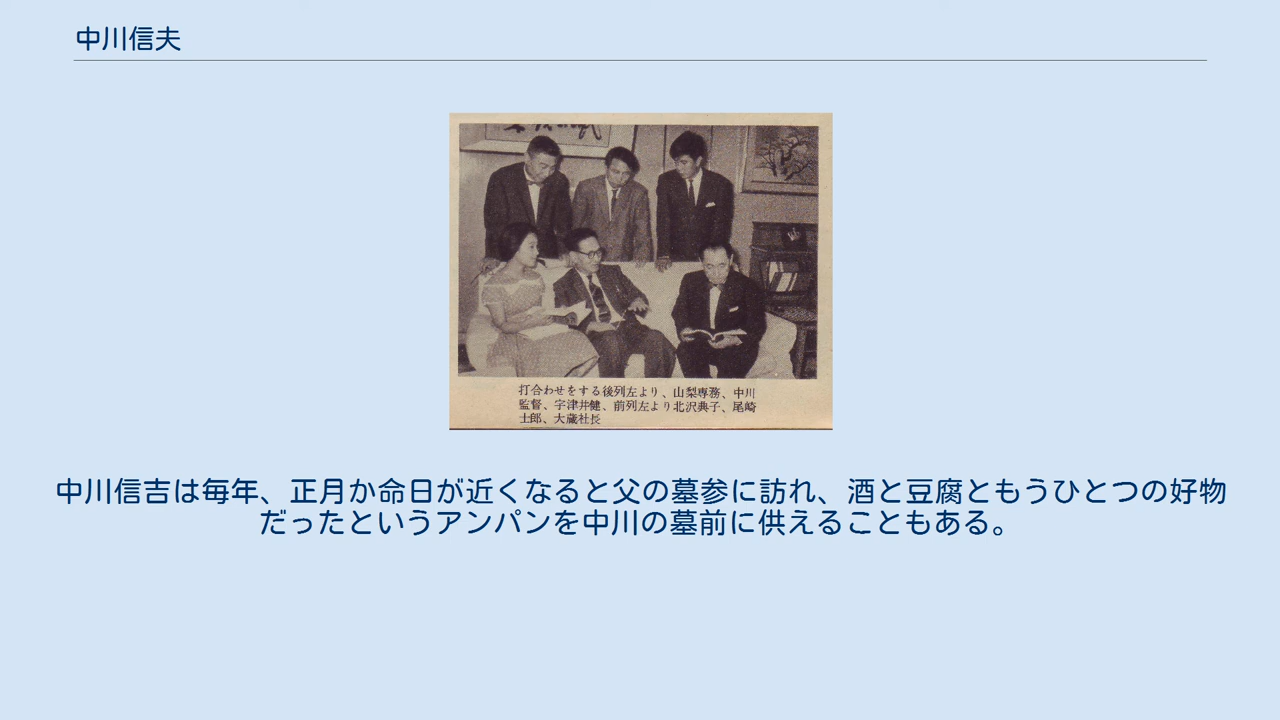 中川信夫
打合わせをする後列左より、山梨専務、中川
監督、宇津井健、前列左より北沢典子、尾崎
士郎、大蔵社長
中川信吉は毎年、正月か命日が近くなると父の墓参に訪れ、酒と豆腐ともうひとつの好物
だったというアンパンを中川の墓前に供えることもある。